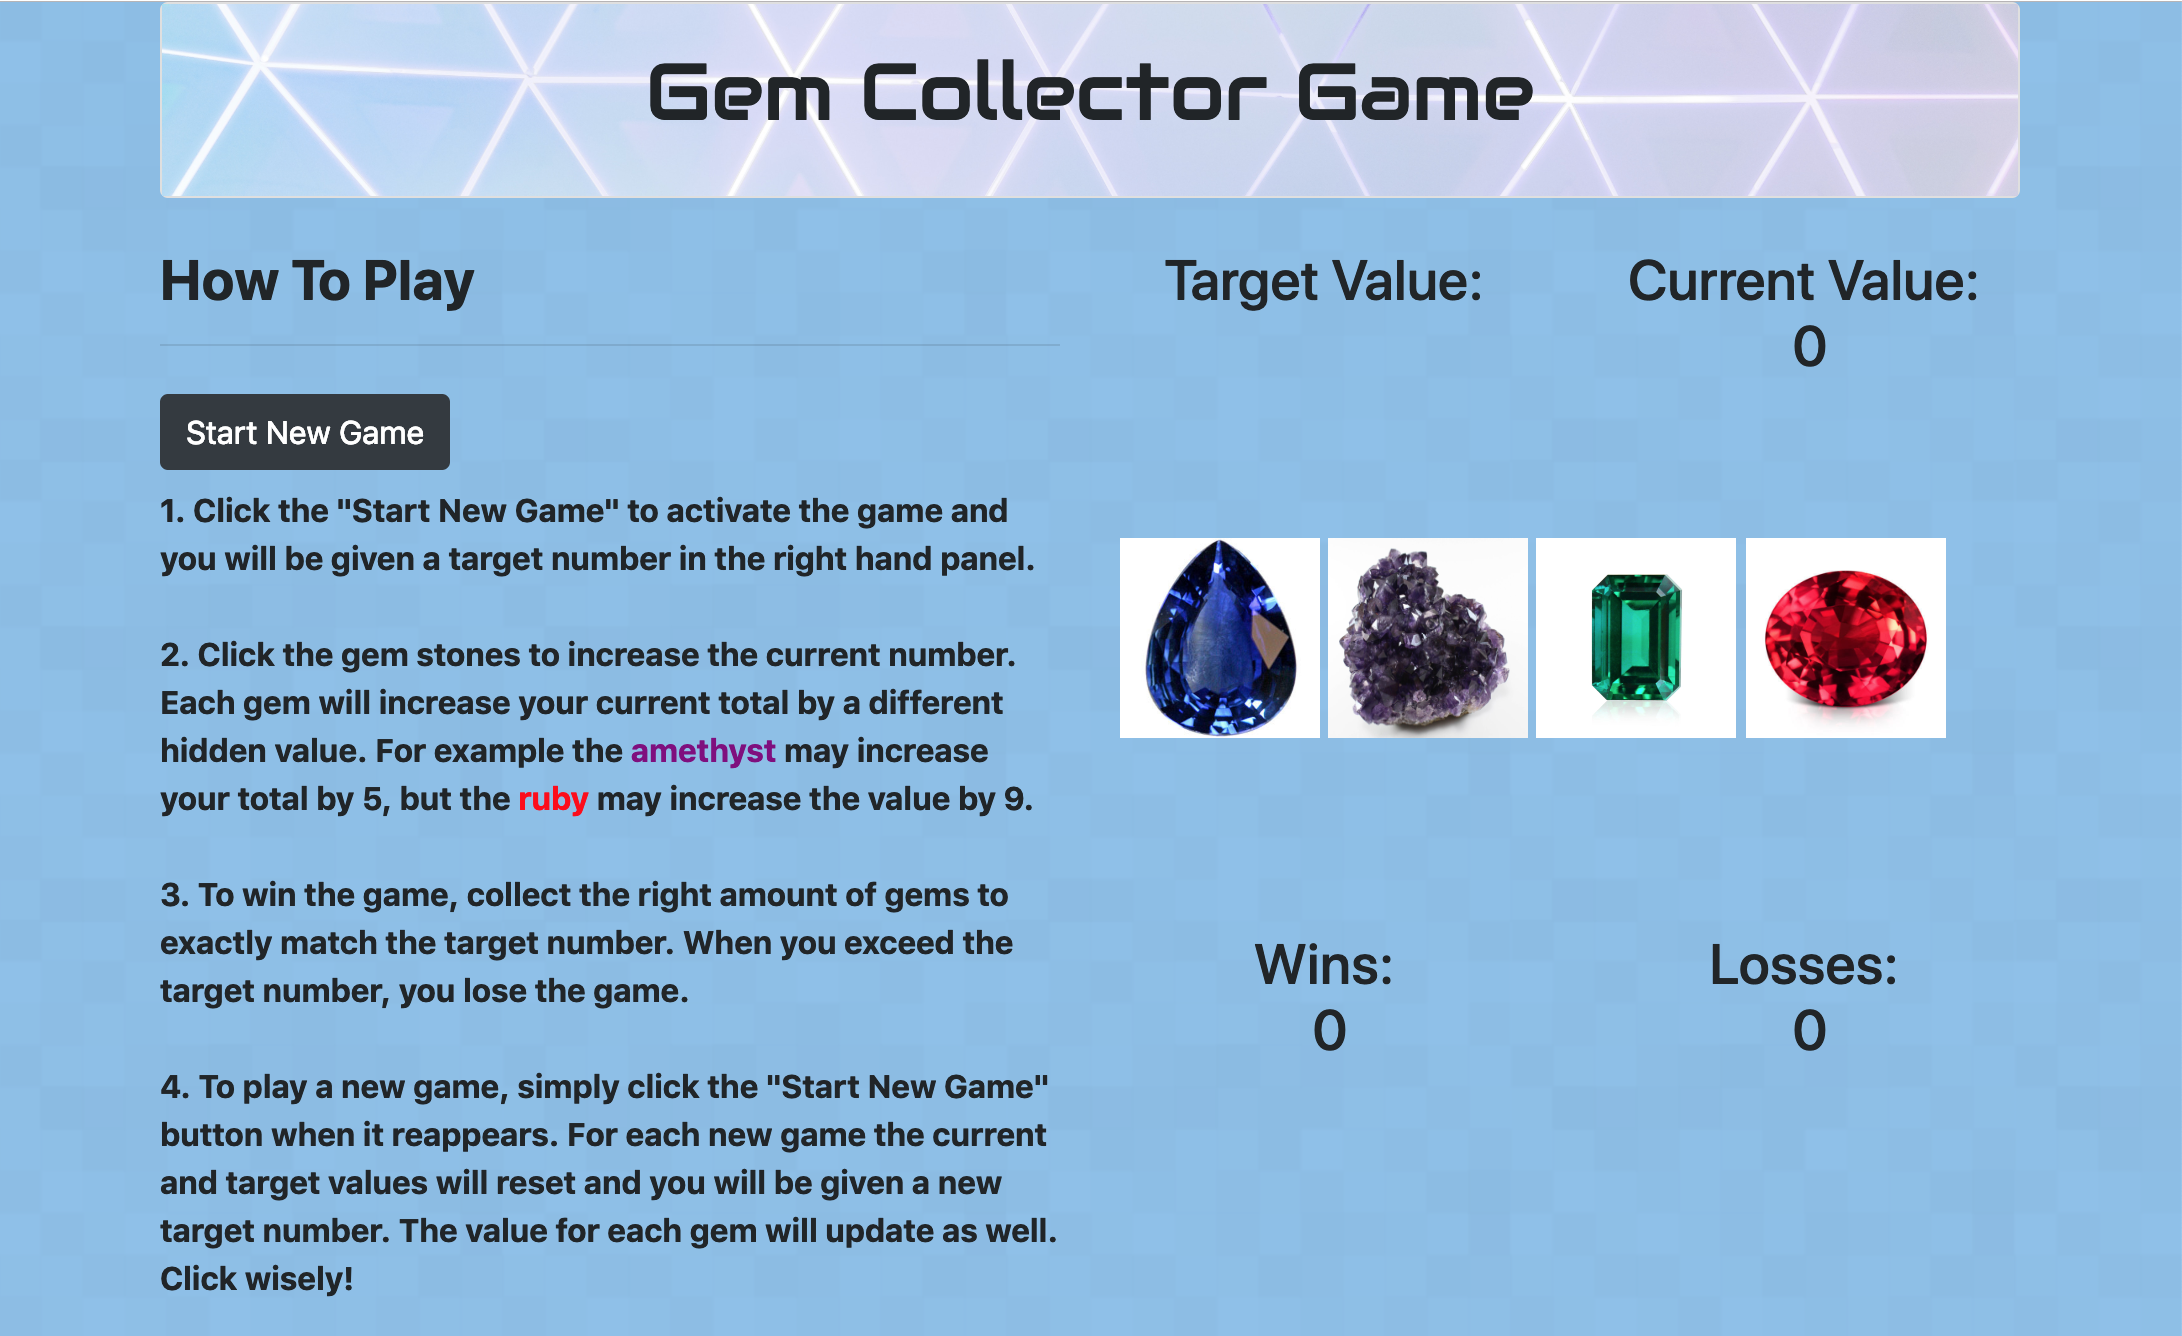 Gem Collector Game
How To Play
Start New Game
1. Click the "Start New Game" to activate the game and
you will be given a target number in the right hand panel.
2. Click the gem stones to increase the current number.
Each gem will increase your current total by a different
hidden value. For example the amethyst may increase
your total by 5, but the ruby may increase the value by 9.
3. To win the game, collect the right amount of gems to
exactly match the target number. When you exceed the
target number, you lose the game.
4. To play a new game, simply click the "Start New Game"
button when it reappears. For each new game the current
and target values will reset and you will be given a new
target number. The value for each gem will update as well.
Click wisely!
Target Value:
Current Value:
0
Wins:
0
Losses:
0